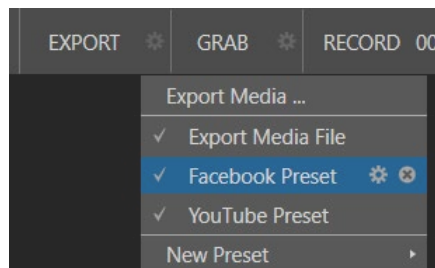 EXPORT GRAB RECORD 00
Export Media ...
Export Media File
Facebook Preset
YouTube Preset
New Preset